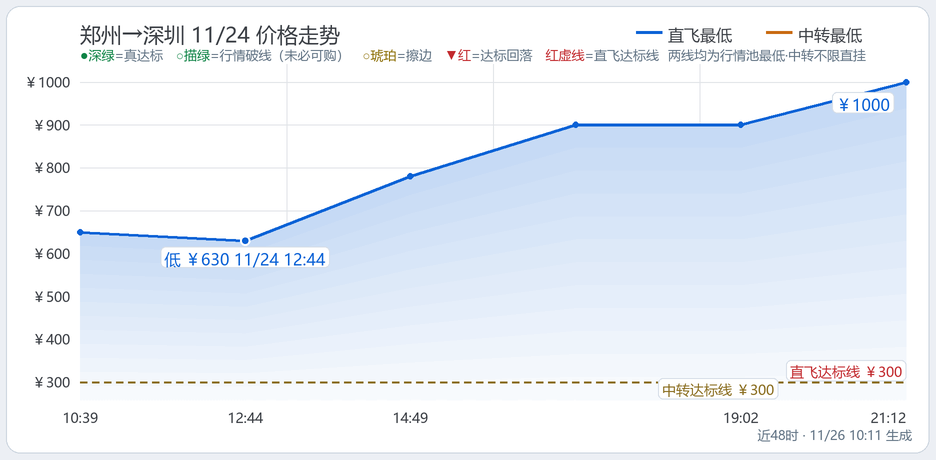 郑州→深圳 11/24 价格走势
直飞最低 中转最低
●深绿=真达标 ○描绿=行情破线（未必可购） ○琥珀=擦边 ▼红=达标回落 红虚线=直飞达标线 两线均为行情池最低·中转不限直挂
￥1000
￥1000
￥900
￥800
￥700
￥600
低 ￥630 11/24 12:44
￥500
￥400
直飞达标线 ￥300
￥300
中转达标线 ￥300
10:39 12:44 14:49 19:02 21:12
近48时 · 11/26 10:11 生成